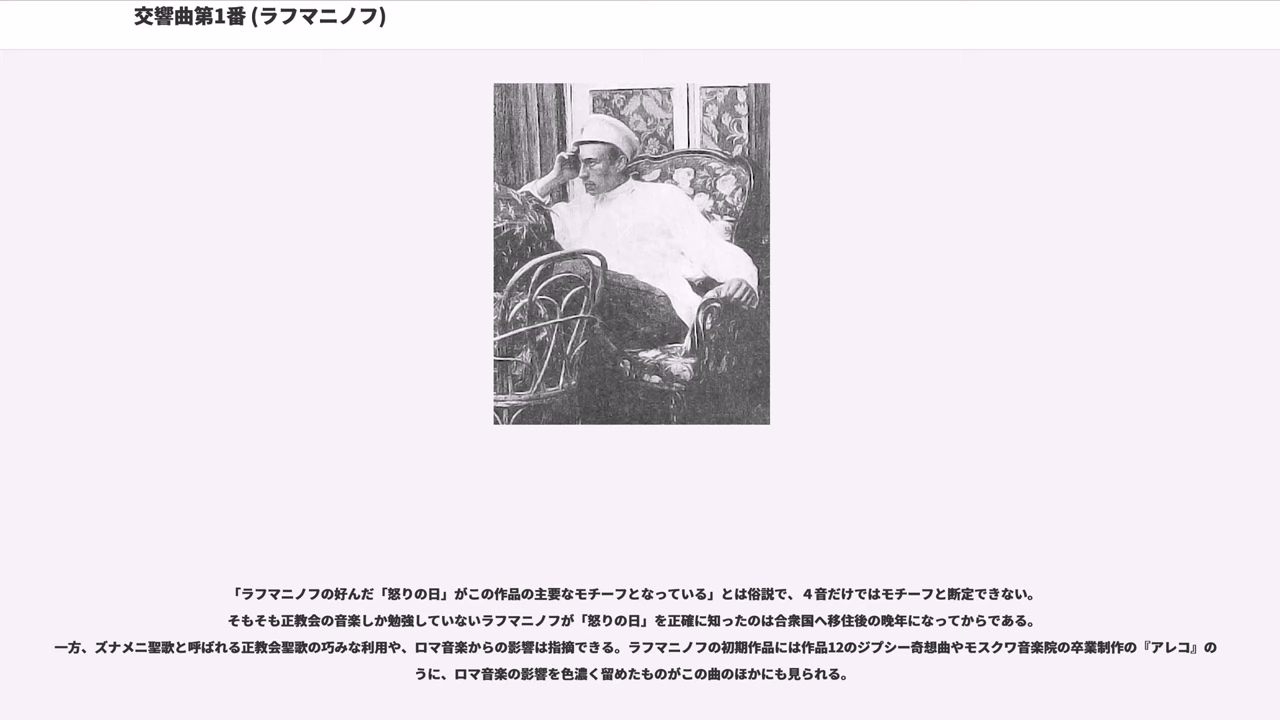 交響曲第1番 (ラフマニノフ)
「ラフマニノフの好んだ「怒りの日」がこの作品の主要なモチーフとなっている」とは俗説で、４音だけではモチーフと断定できない。
そもそも正教会の音楽しか勉強していないラフマニノフが「怒りの日」を正確に知ったのは合衆国へ移住後の晩年になってからである。
一方、ズナメニ聖歌と呼ばれる正教会聖歌の巧みな利用や、ロマ音楽からの影響は指摘できる。ラフマニノフの初期作品には作品12のジプシー奇想曲やモスクワ音楽院の卒業制作の『アレコ』の
うに、ロマ音楽の影響を色濃く留めたものがこの曲のほかにも見られる。